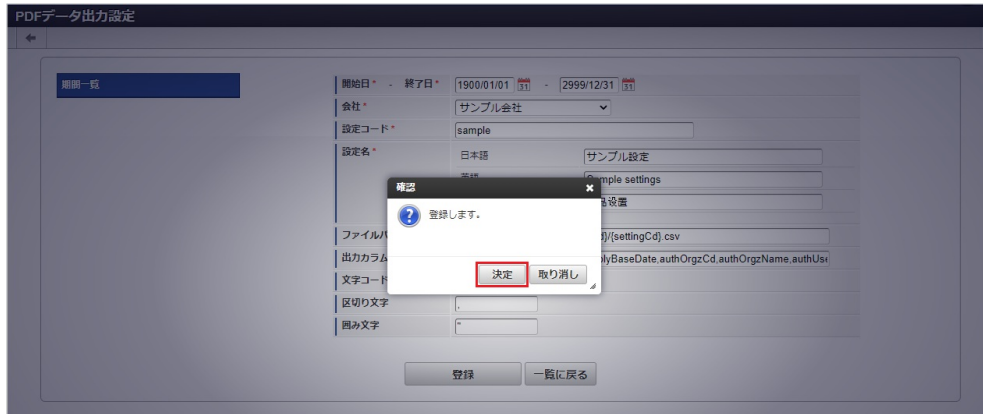 PDFデータ出力設定
期間一覧
開始日* - 終了日* 1900/01/01 31 - 2999/12/31 31
会社* サンプル会社
設定コード* sample
設定名* 日本語 サンプル設定
英語 Sample settings
確認
登録します。
決定 取り消し
品设置
ファイルパ d}/{settingCd}.csv
出力カラム plyBaseDate,authOrgzCd,authOrgzName,authUse
文字コード
区切り文字 ,
囲み文字 "
登録 一覧に戻る